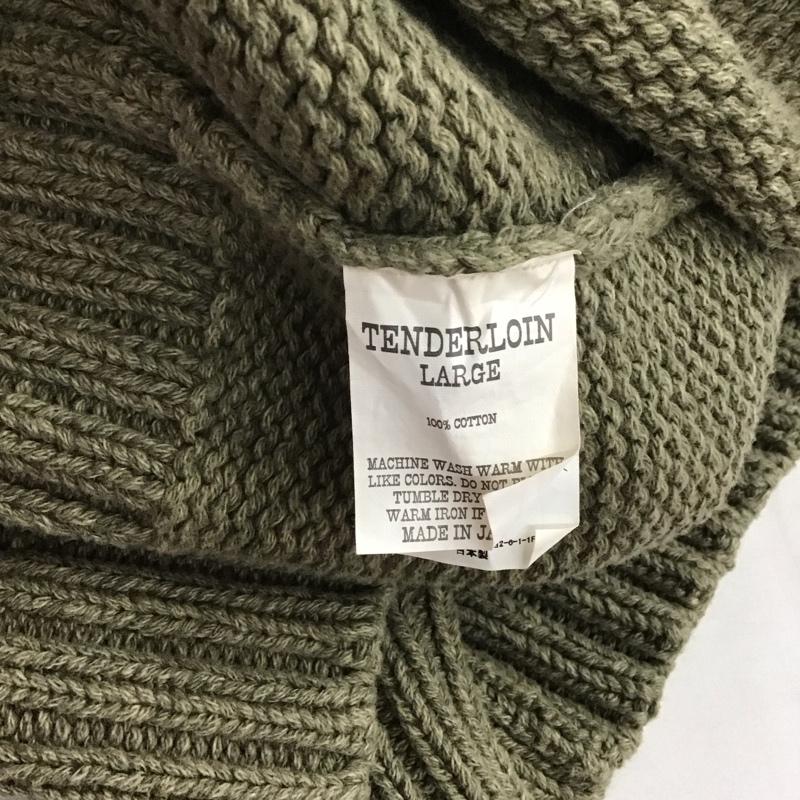 TENDERLOIN
LARGE
100% COTTON
MACHINE WASH WARM WITH
LIKE COLORS. DO NOT
TUMBLE DRY
WARM IRON IF
MADE IN
日本製